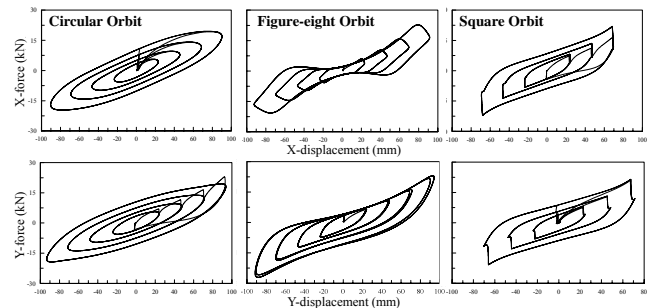 Circular Orbit
Figure-eight Orbit
Square Orbit
X-force (kN)
30
15
0
-15
-30
-100 -80 -60 -40 -20 0 20 40 60 80 100
-100 -80 -60 -40 -20 0 20 40 60 80 100
-100 -80 -60 -40 -20 0 20 40 60 80 100
X-displacement (mm)
Y-force (kN)
30
15
0
-15
-30
-100 -80 -60 -40 -20 0 20 40 60 80 100
-100 -80 -60 -40 -20 0 20 40 60 80 100
-100 -80 -60 -40 -20 0 20 40 60 80
Y-displacement (mm)